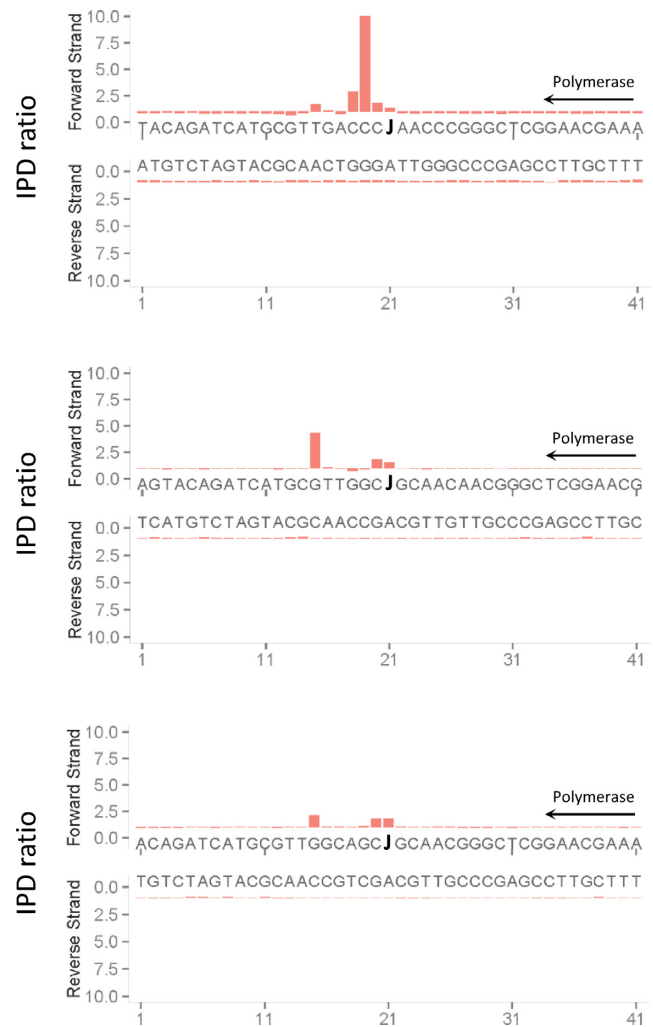 IPD ratio
Forward Strand
10.0
7.5
5.0
2.5
0.0
Polymerase
TACAGATCATGCGTTGACCCJAACCCGGGCTCGGAACGAAA
ATGTCTAGTACGCAACTGGGATTGGGCCCGAGCCTTGCTTT
Reverse Strand
0.0
2.5
5.0
7.5
10.0
1 11 21 31 41
IPD ratio
Forward Strand
10.0
7.5
5.0
2.5
0.0
Polymerase
AGTACAGATCATGCGTTGGCJGCAACAACGGGCTCGGAACG
TCATGTCTAGTACGCAACCGACGTTGTTGCCCGAGCCTTGC
Reverse Strand
0.0
2.5
5.0
7.5
10.0
1 11 21 31 41
IPD ratio
Forward Strand
10.0
7.5
5.0
2.5
0.0
Polymerase
ACAGATCATGCGTTGGCAGCJGCAACGGGCTCGGAACGAAA
TGTCTAGTACGCAACCGTCGACGTTGCCCGAGCCTTGCTTT
Reverse Strand
0.0
2.5
5.0
7.5
10.0
1 11 21 31 41